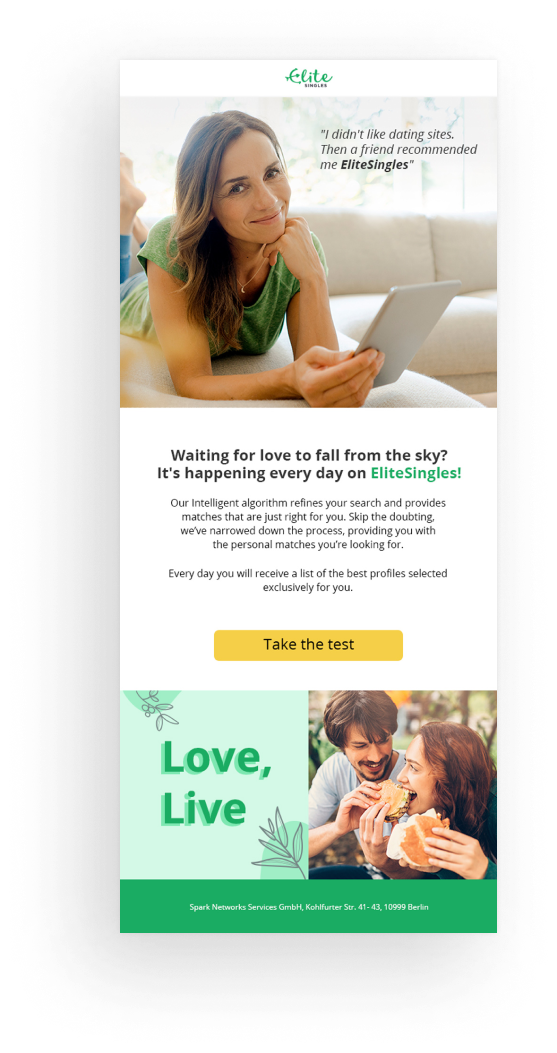 Elite
SINGLES
"I didn't like dating sites.
Then a friend recommended
me EliteSingles"
Waiting for love to fall from the sky?
It's happening every day on EliteSingles!
Our Intelligent algorithm refines your search and provides
matches that are just right for you. Skip the doubting,
we’ve narrowed down the process, providing you with
the personal matches you’re looking for.
Every day you will receive a list of the best profiles selected
exclusively for you.
Take the test
Love,
Live
Spark Networks Services GmbH, Kohlfurter Str. 41- 43, 10999 Berlin